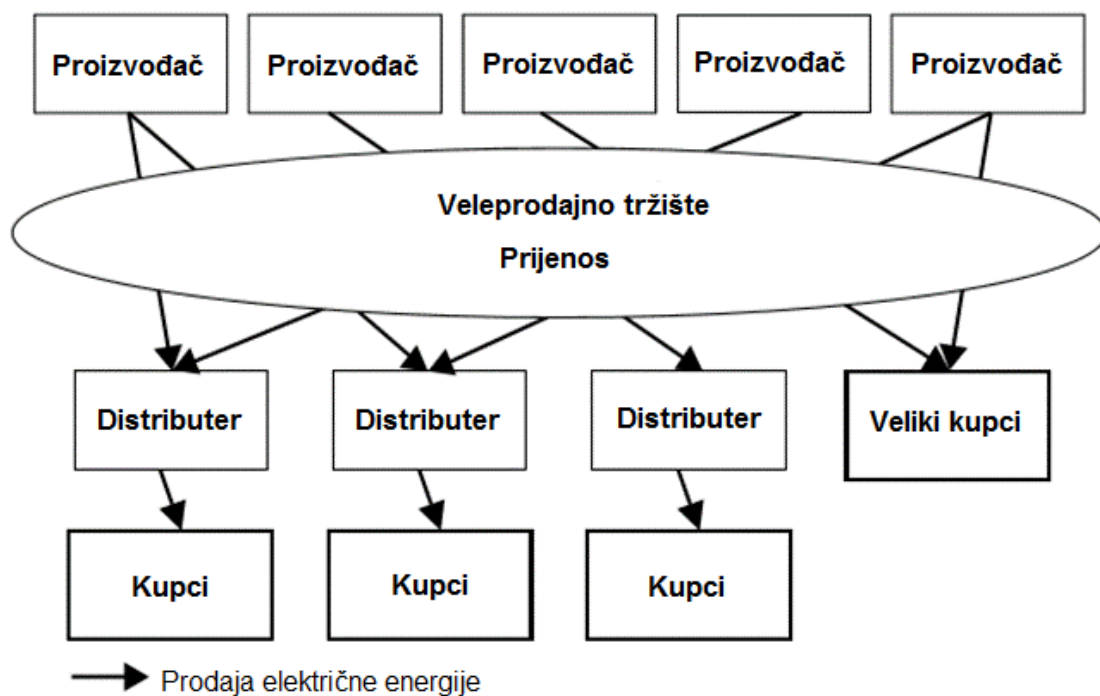 Proizvođač
Proizvođač
Proizvođač
Proizvođač
Proizvođač
Veleprodajno tržište
Prijenos
Distributer
Distributer
Distributer
Veliki kupci
Kupci
Kupci
Kupci
Prodaja električne energije